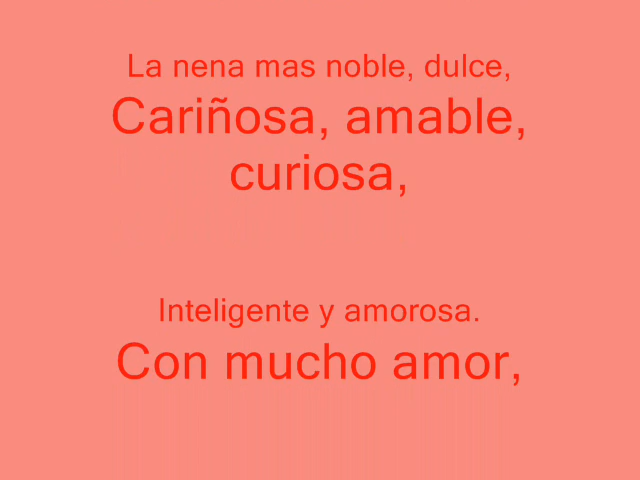 La nena mas noble, dulce,
Cariñosa, amable,
curiosa,
Inteligente y amorosa.
Con mucho amor,